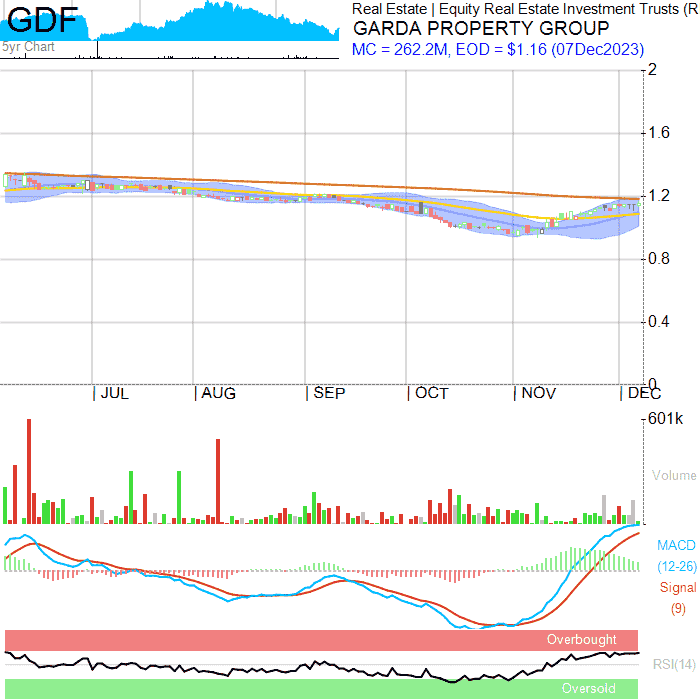 GDF
5yr Chart
Real Estate | Equity Real Estate Investment Trusts (R
GARDA PROPERTY GROUP
MC = 262.2M, EOD = $1.16 (07Dec2023)
2
1.6
1.2
0.8
0.4
0
JUL AUG SEP OCT NOV DEC
601k
Volume
MACD
(12-26)
Signal
(9)
Overbought
RSI(14)
Oversold